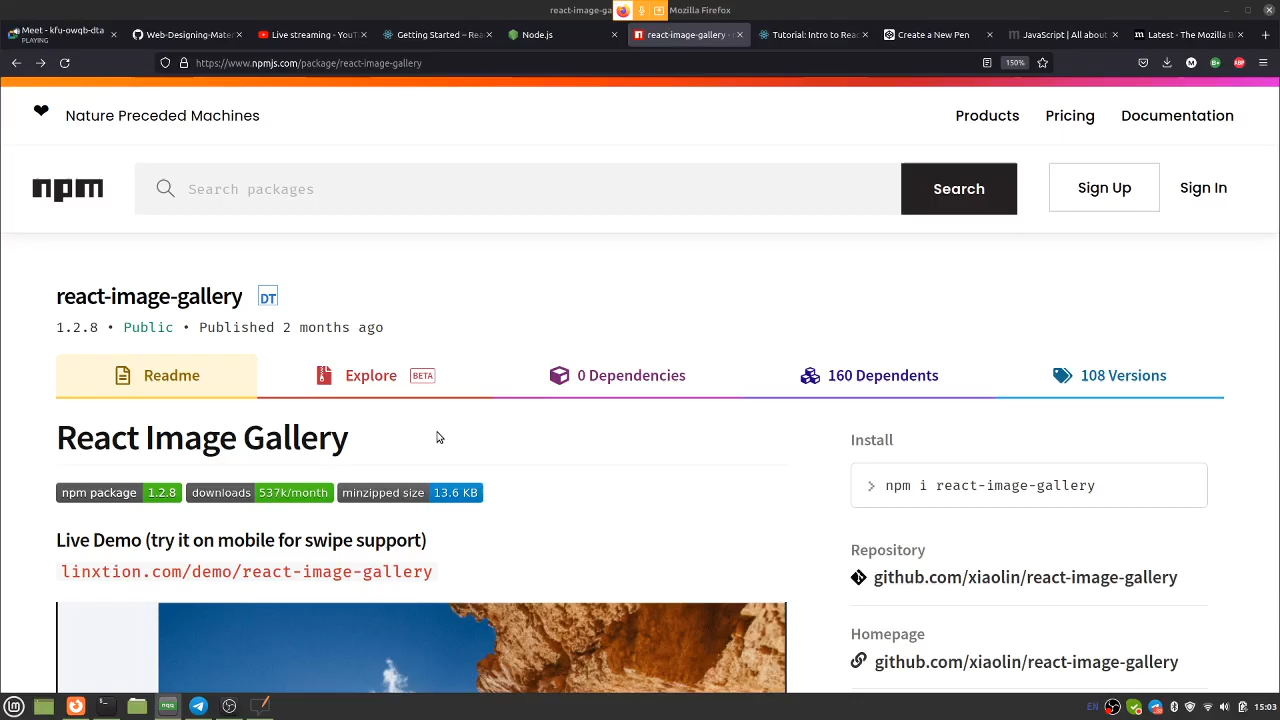 react-image-ga
Mozilla Firefox
Meet - kfu-owqb-dta
PLAYING
Web-Designing-Mater
Live streaming - YouT
Getting Started – Rea
Node.js
react-image-gallery -
Tutorial: Intro to Reac
Create a New Pen
JavaScript | All about
Latest - The Mozilla B
https://www.npmjs.com/package/react-image-gallery
150%
Nature Preceded Machines
Products
Pricing
Documentation
npm
Search packages
Search
Sign Up
Sign In
react-image-gallery
DT
1.2.8 • Public • Published 2 months ago
Readme
Explore
BETA
0 Dependencies
160 Dependents
108 Versions
React Image Gallery
npm package 1.2.8
downloads 537k/month
minzipped size 13.6 KB
Live Demo (try it on mobile for swipe support)
linxtion.com/demo/react-image-gallery
Install
npm i react-image-gallery
Repository
github.com/xiaolin/react-image-gallery
Homepage
github.com/xiaolin/react-image-gallery
EN
15:03